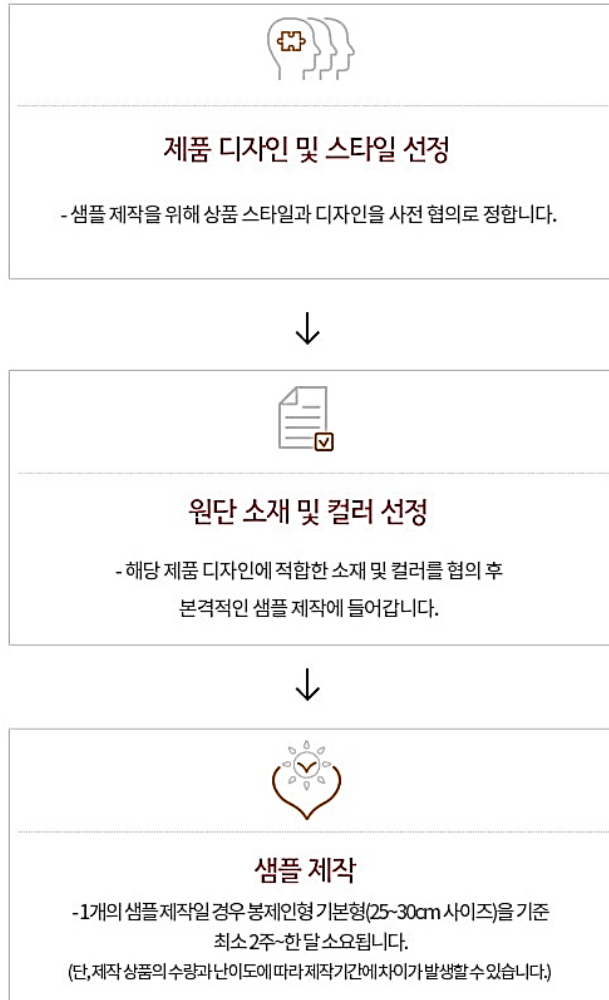 제품 디자인 및 스타일 선정
- 샘플 제작을 위해 상품 스타일과 디자인을 사전 협의로 정합니다.
원단 소재 및 컬러 선정
- 해당 제품 디자인에 적합한 소재 및 컬러를 협의 후
본격적인 샘플 제작에 들어갑니다.
샘플 제작
- 1개의 샘플 제작일 경우 봉제인형 기본형(25~30cm 사이즈)을 기준
최소 2주~한 달 소요됩니다.
(단, 제작 상품의 수량과 난이도에 따라 제작기간에 차이가 발생할 수 있습니다.)